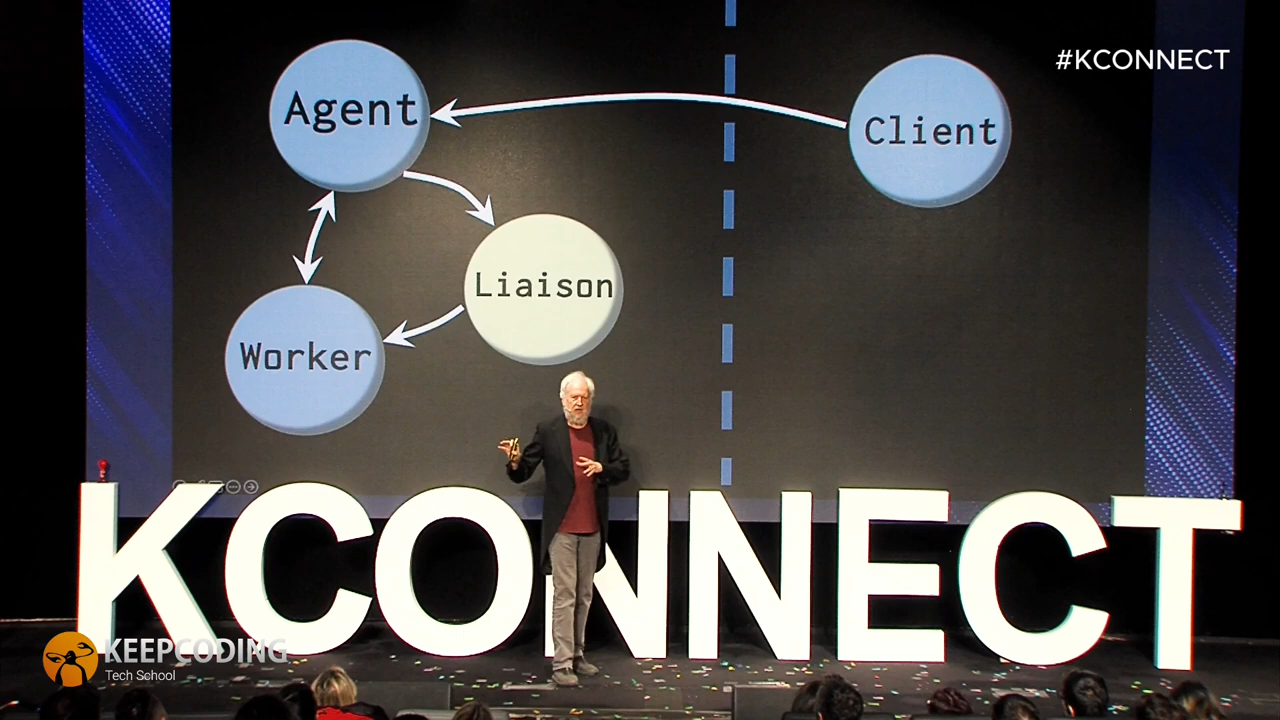 #KCONNECT
Agent
Client
Liaison
Worker
KCONNECT
KEEPCODING
Tech School